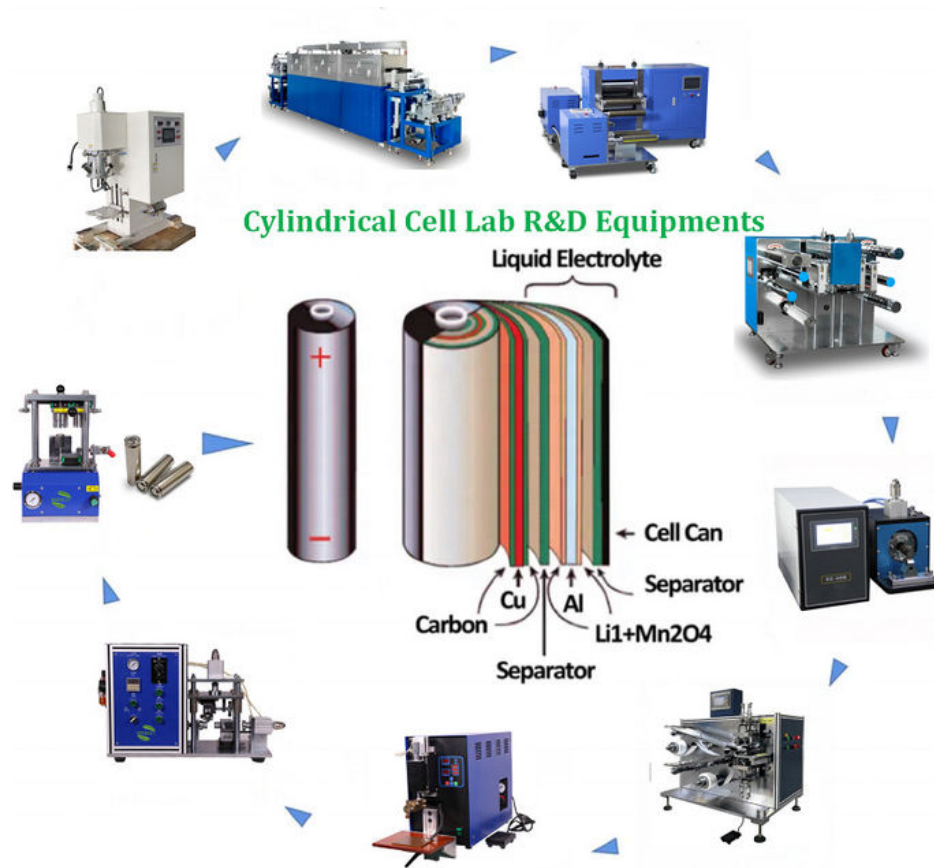 Cylindrical Cell Lab R&D Equipments
Liquid Electrolyte
+
−
Cell Can
Cu
Al
Separator
Carbon
Li1+Mn2O4
Separator